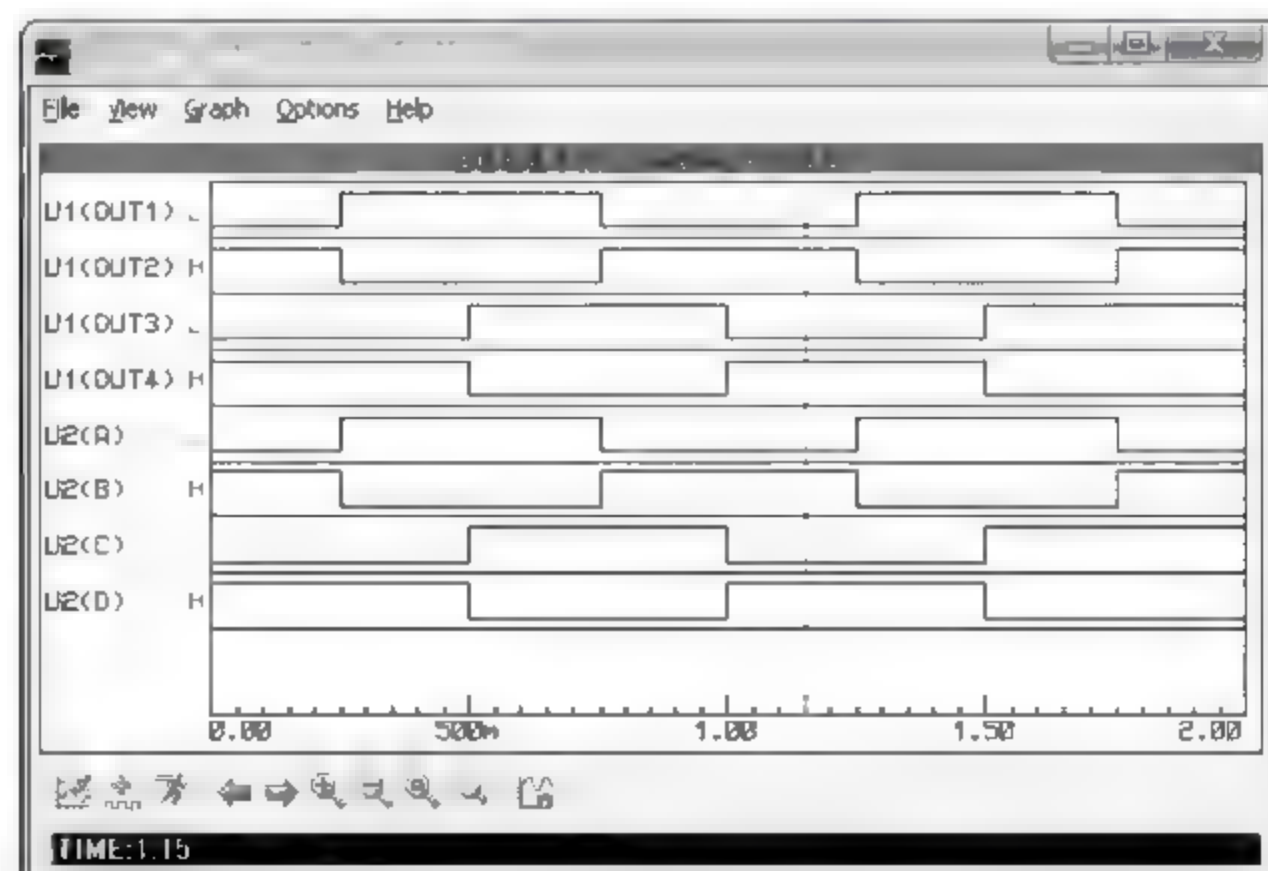 File View Graph Options Help
U1(OUT1) L
U1(OUT2) H
U1(OUT3) L
U1(OUT4) H
U2(A)
U2(B) H
U2(C)
U2(D) H
0.00 500m 1.00 1.50 2.00
TIME:1.15